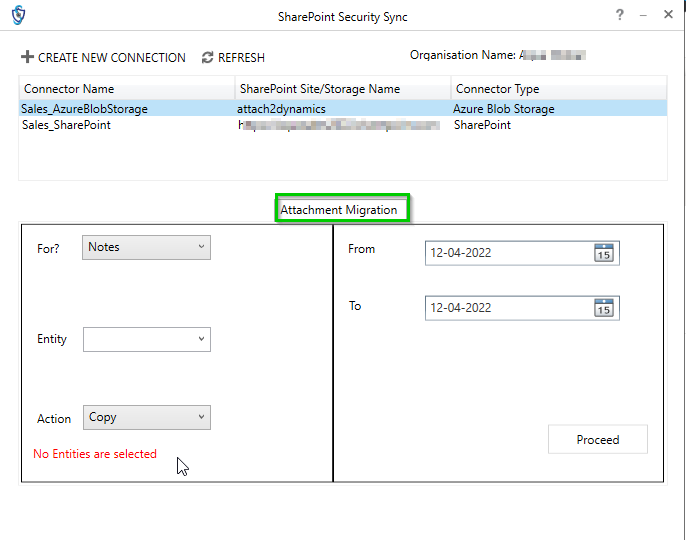 SharePoint Security Sync
?
CREATE NEW CONNECTION REFRESH Organisation Name:
Connector Name SharePoint Site/Storage Name Connector Type
Sales_AzureBlobStorage attach2dynamics Azure Blob Storage
Sales_SharePoint SharePoint
Attachment Migration
For? Notes
From 12-04-2022 15
To 12-04-2022 15
Entity
Action Copy
No Entities are selected
Proceed